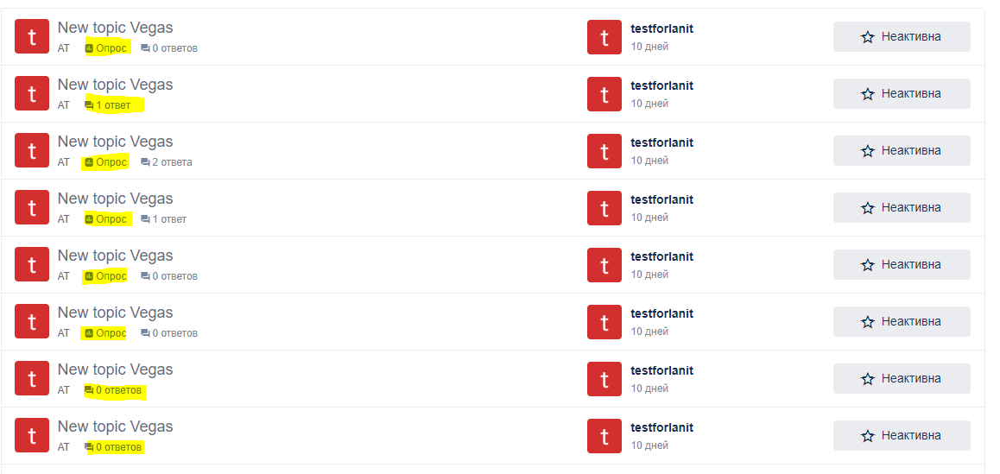 t New topic Vegas t testforlanit Неактивна
AT Опрос 0 ответов 10 дней
t New topic Vegas t testforlanit Неактивна
AT 1 ответ 10 дней
t New topic Vegas t testforlanit Неактивна
AT Опрос 2 ответа 10 дней
t New topic Vegas t testforlanit Неактивна
AT Опрос 1 ответ 10 дней
t New topic Vegas t testforlanit Неактивна
AT Опрос 0 ответов 10 дней
t New topic Vegas t testforlanit Неактивна
AT Опрос 0 ответов 10 дней
t New topic Vegas t testforlanit Неактивна
AT 0 ответов 10 дней
t New topic Vegas t testforlanit Неактивна
AT 0 ответов 10 дней